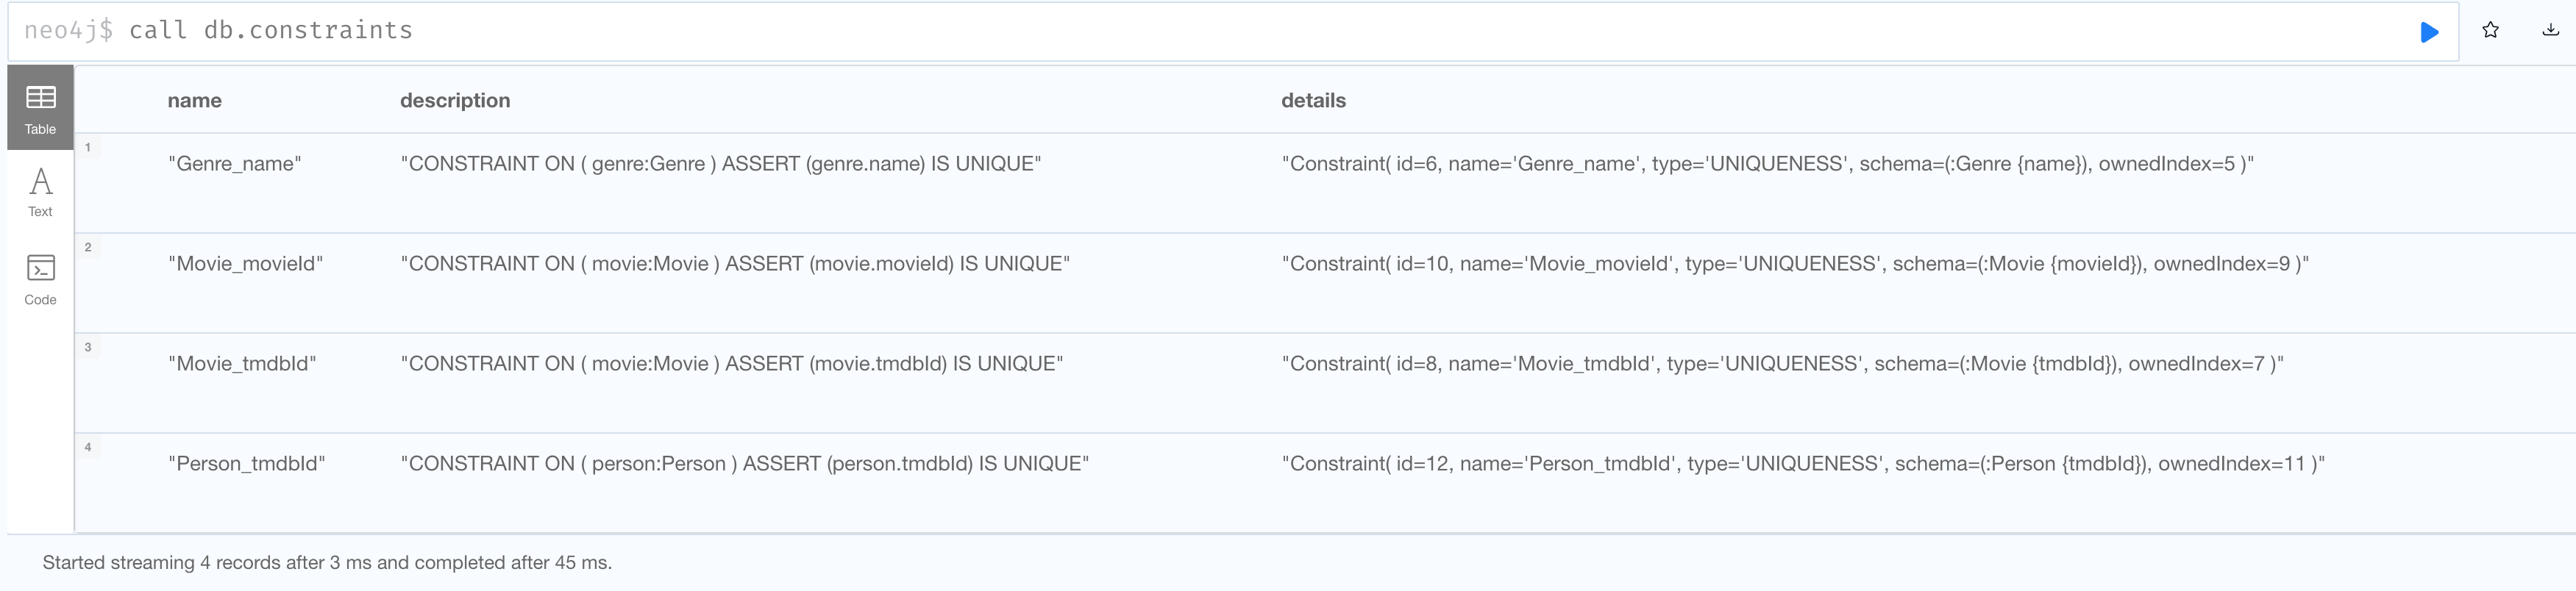 neo4j$ call db.constraints
Table
Text
Code
name description details
1
"Genre_name" "CONSTRAINT ON ( genre:Genre ) ASSERT (genre.name) IS UNIQUE" "Constraint( id=6, name='Genre_name', type='UNIQUENESS', schema=(:Genre {name}), ownedIndex=5 )"
2
"Movie_movieId" "CONSTRAINT ON ( movie:Movie ) ASSERT (movie.movieId) IS UNIQUE" "Constraint( id=10, name='Movie_movieId', type='UNIQUENESS', schema=(:Movie {movieId}), ownedIndex=9 )"
3
"Movie_tmdbId" "CONSTRAINT ON ( movie:Movie ) ASSERT (movie.tmdbId) IS UNIQUE" "Constraint( id=8, name='Movie_tmdbId', type='UNIQUENESS', schema=(:Movie {tmdbId}), ownedIndex=7 )"
4
"Person_tmdbId" "CONSTRAINT ON ( person:Person ) ASSERT (person.tmdbId) IS UNIQUE" "Constraint( id=12, name='Person_tmdbId', type='UNIQUENESS', schema=(:Person {tmdbId}), ownedIndex=11 )"
Started streaming 4 records after 3 ms and completed after 45 ms.